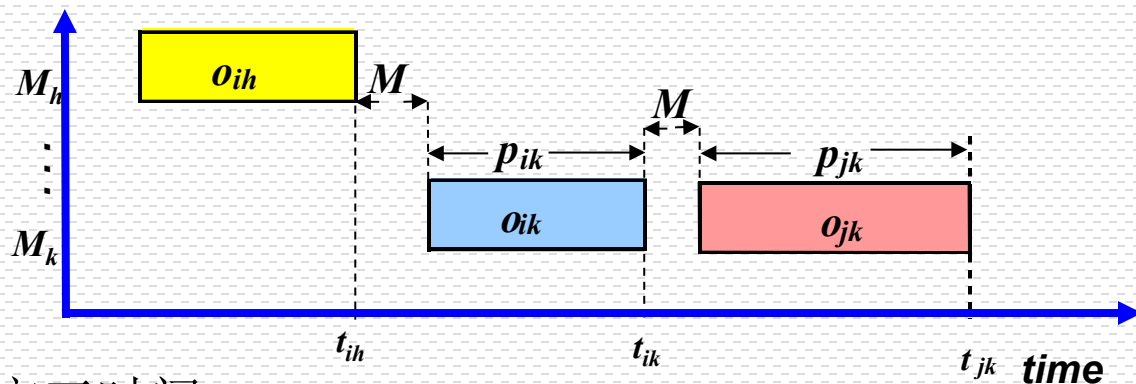 M_h
o_ih
M
M
⋮
p_ik
p_jk
M_k
o_ik
o_jk
t_ih
t_ik
t_jk
time